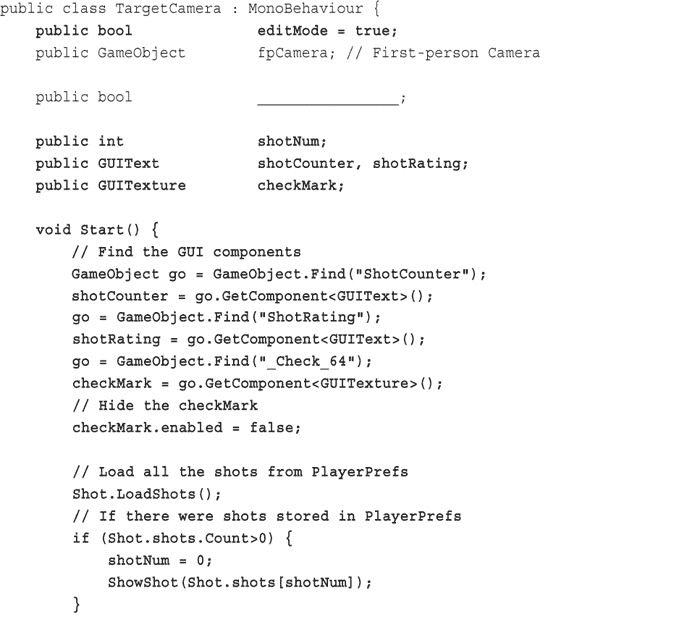 public class TargetCamera : MonoBehaviour {
    public bool              editMode = true;
    public GameObject        fpCamera; // First-person Camera

    public bool              ________________;

    public int               shotNum;
    public GUIText           shotCounter, shotRating;
    public GUITexture        checkMark;

    void Start() {
        // Find the GUI components
        GameObject go = GameObject.Find("ShotCounter");
        shotCounter = go.GetComponent<GUIText>();
        go = GameObject.Find("ShotRating");
        shotRating = go.GetComponent<GUIText>();
        go = GameObject.Find("_Check_64");
        checkMark = go.GetComponent<GUITexture>();
        // Hide the checkMark
        checkMark.enabled = false;

        // Load all the shots from PlayerPrefs
        Shot.LoadShots();
        // If there were shots stored in PlayerPrefs
        if (Shot.shots.Count>0) {
            shotNum = 0;
            ShowShot(Shot.shots[shotNum]);
        }